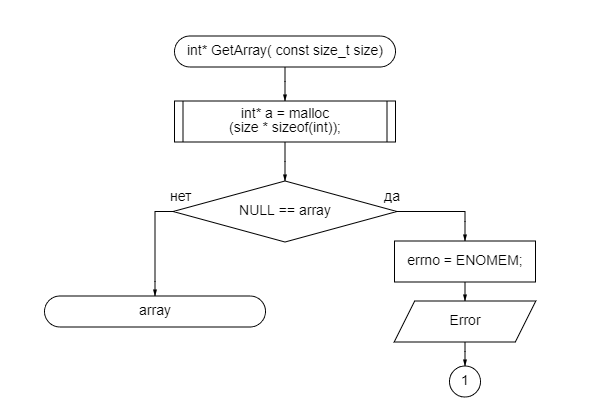 int* GetArray( const size_t size)
int* a = malloc
(size * sizeof(int));
нет
да
NULL == array
errno = ENOMEM;
array
Error
1